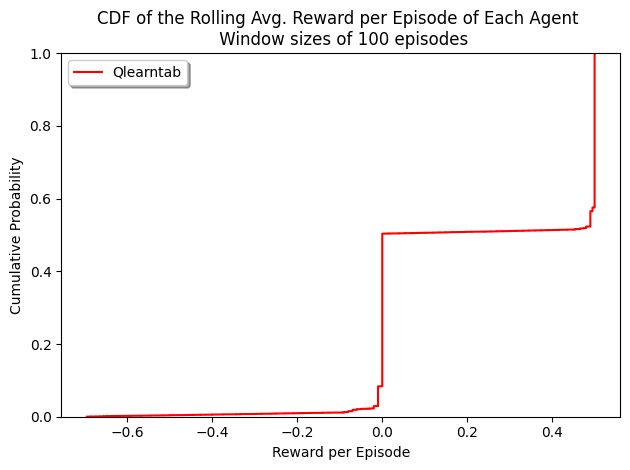 CDF of the Rolling Avg. Reward per Episode of Each Agent
Window sizes of 100 episodes
Qlearntab
1.0
0.8
0.6
0.4
0.2
0.0
Cumulative Probability
−0.6
−0.4
−0.2
0.0
0.2
0.4
Reward per Episode